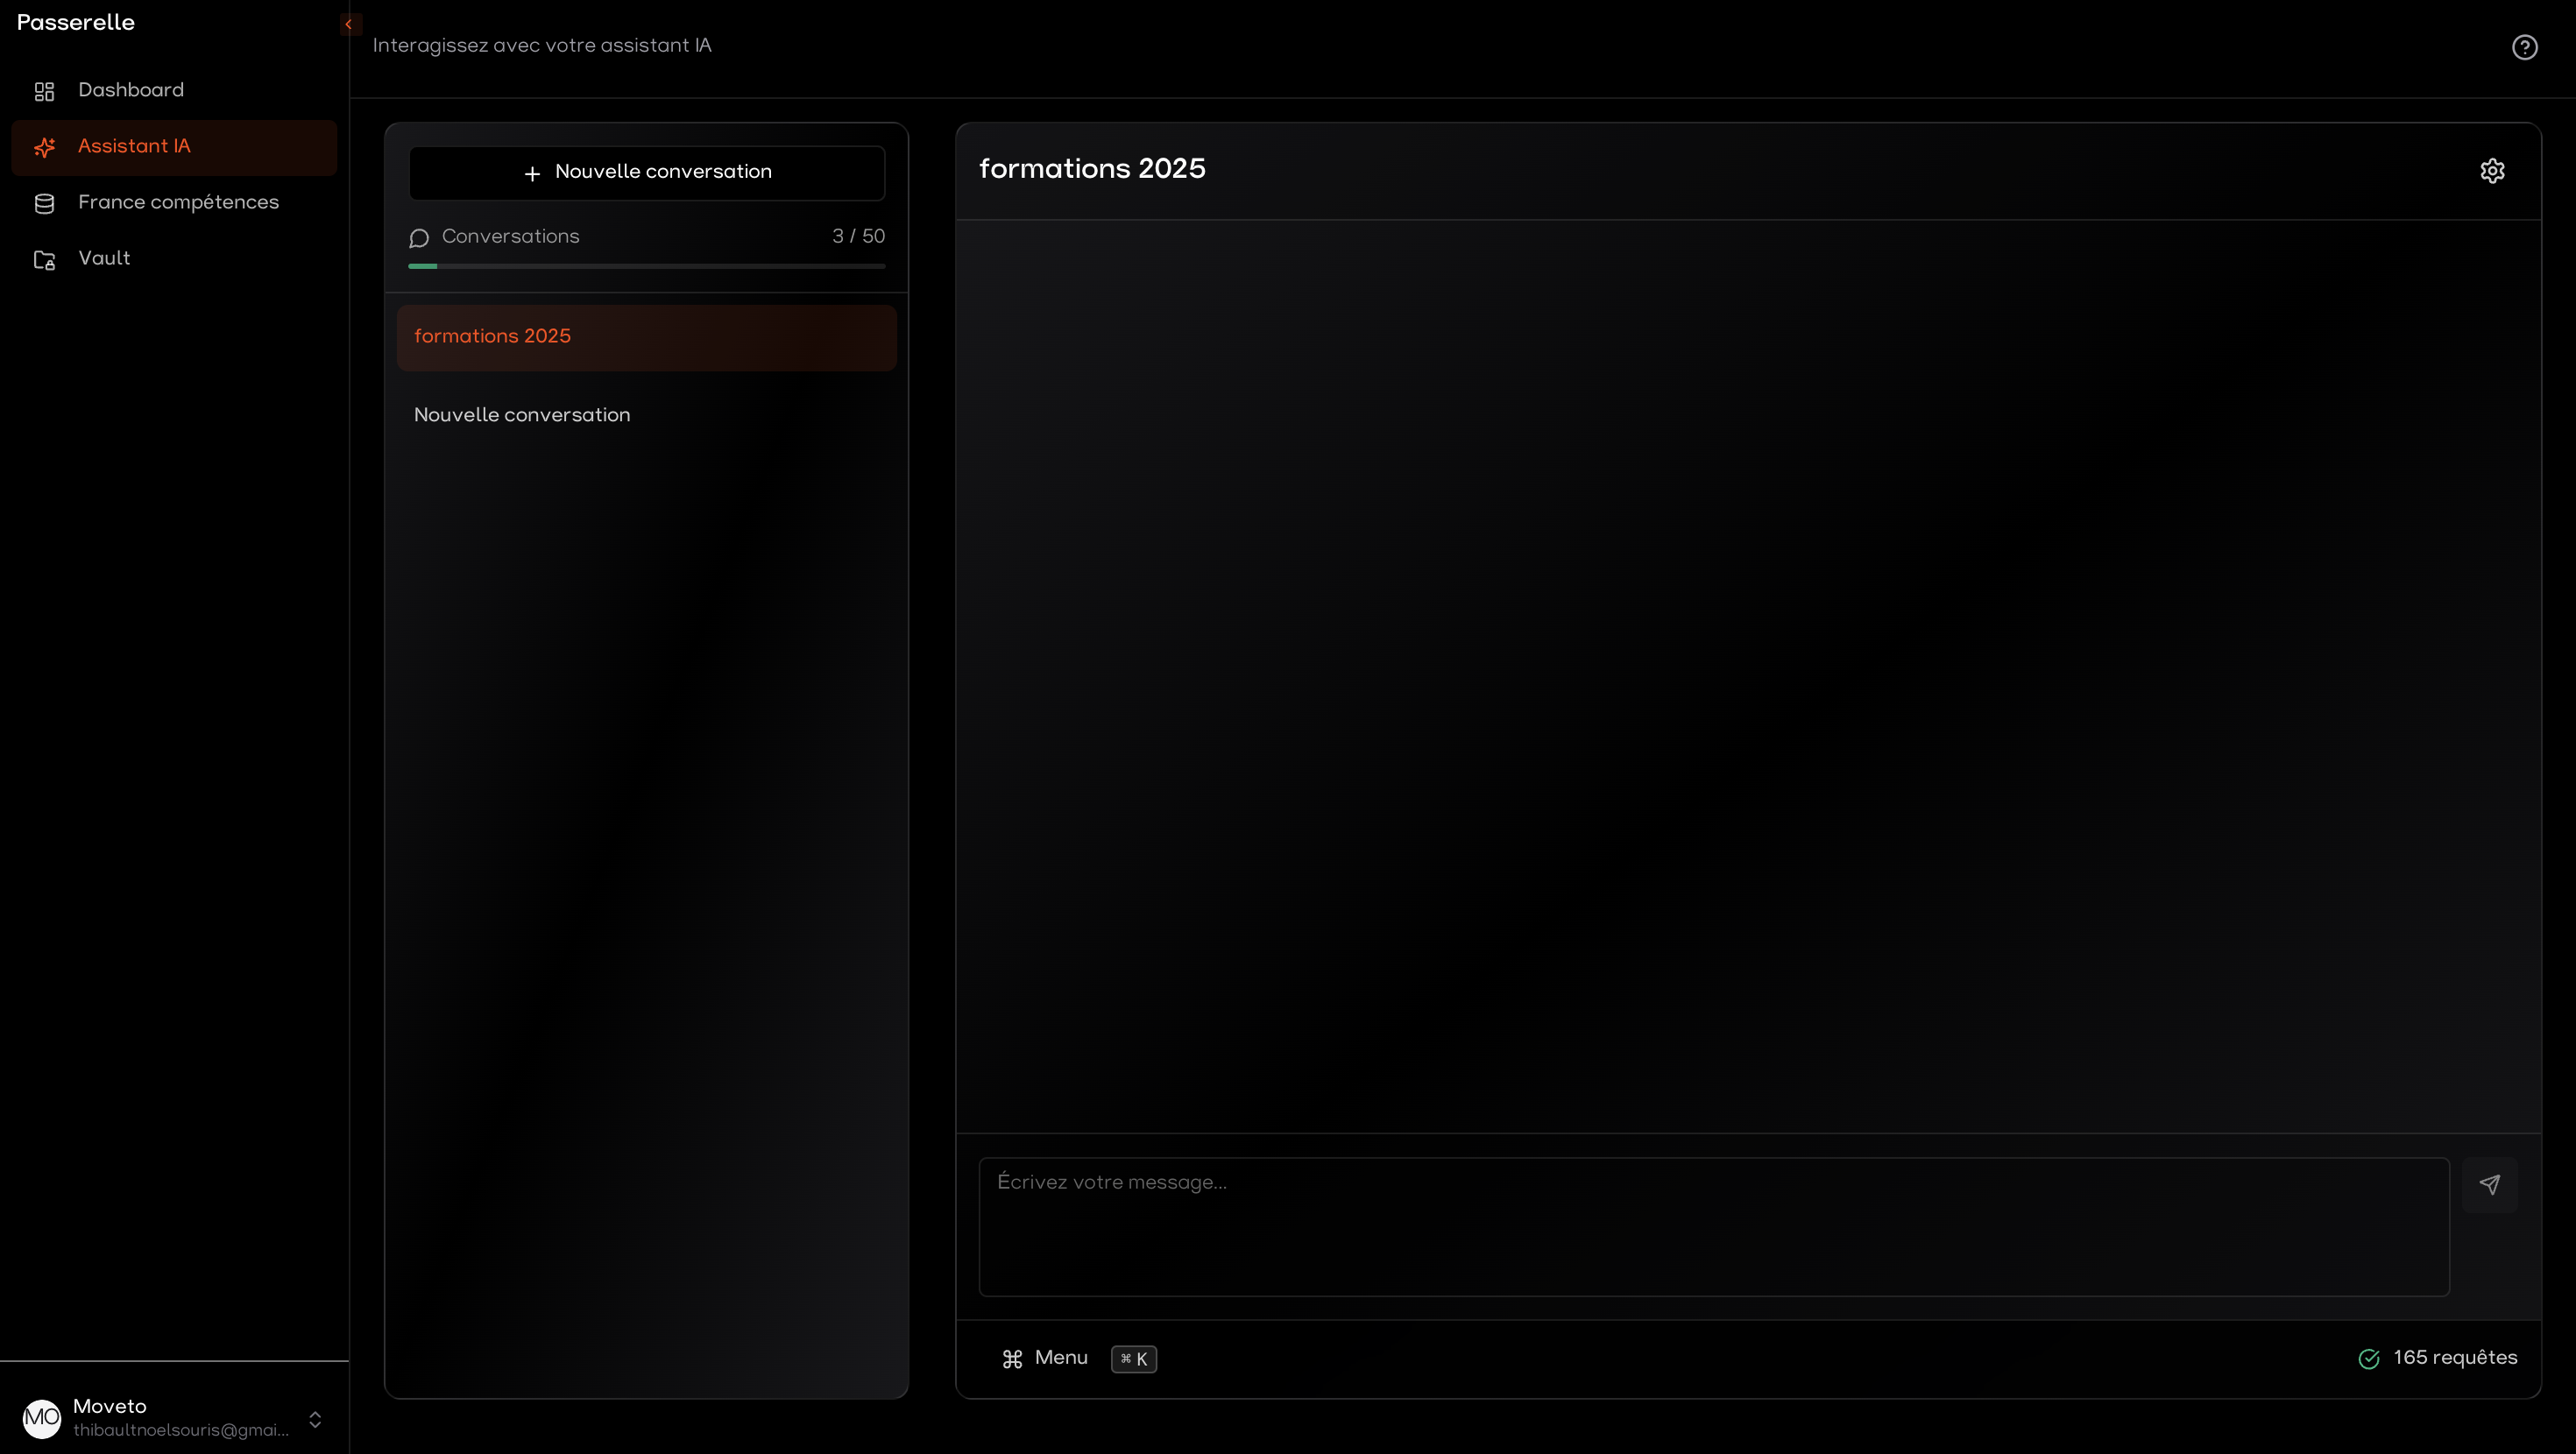 Passerelle
Dashboard
Assistant IA
France compétences
Vault
Moveto
thibaultnoelsouris@gmai...
MO
Interagissez avec votre assistant IA
Nouvelle conversation
Conversations
3 / 50
formations 2025
Nouvelle conversation
formations 2025
Écrivez votre message...
Menu
⌘ K
165 requêtes